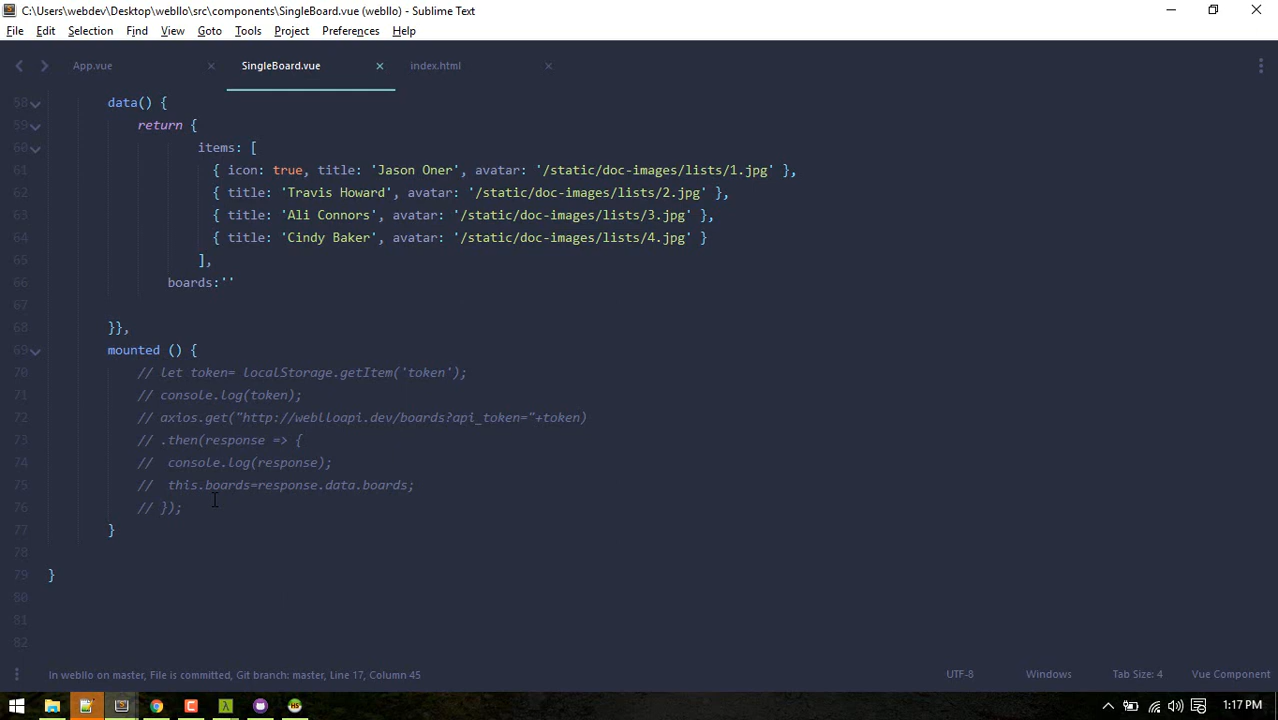 C:\Users\webdev\Desktop\webllo\src\components\SingleBoard.vue (webllo) - Sublime Text
File Edit Selection Find View Goto Tools Project Preferences Help
App.vue SingleBoard.vue index.html
58 data() {
59 return {
60 items: [
61 { icon: true, title: 'Jason Oner', avatar: '/static/doc-images/lists/1.jpg' },
62 { title: 'Travis Howard', avatar: '/static/doc-images/lists/2.jpg' },
63 { title: 'Ali Connors', avatar: '/static/doc-images/lists/3.jpg' },
64 { title: 'Cindy Baker', avatar: '/static/doc-images/lists/4.jpg' }
65 ],
66 boards:''
67
68 }},
69 mounted () {
70 // let token= localStorage.getItem('token');
71 // console.log(token);
72 // axios.get("http://weblloapi.dev/boards?api_token="+token)
73 // .then(response => {
74 // console.log(response);
75 // this.boards=response.data.boards;
76 // });
77 }
78
79 }
80
81
82
In webllo on master, File is committed, Git branch: master, Line 17, Column 45 UTF-8 Windows Tab Size: 4 Vue Component
1:17 PM